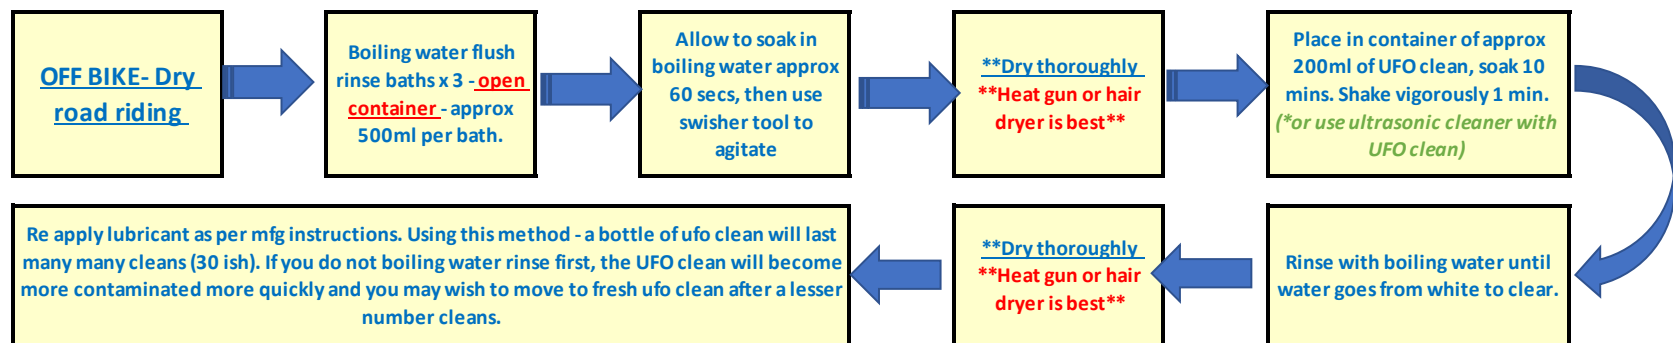 OFF BIKE- Dry
road riding
Boiling water flush
rinse baths x 3 - open
container - approx
500ml per bath.
Allow to soak in
boiling water approx
60 secs, then use
swisher tool to
agitate
**Dry thoroughly
**Heat gun or hair
dryer is best**
Place in container of approx
200ml of UFO clean, soak 10
mins. Shake vigorously 1 min.
(*or use ultrasonic cleaner with
UFO clean)
Rinse with boiling water until
water goes from white to clear.
**Dry thoroughly
**Heat gun or hair
dryer is best**
Re apply lubricant as per mfg instructions. Using this method - a bottle of ufo clean will last
many many cleans (30 ish). If you do not boiling water rinse first, the UFO clean will become
more contaminated more quickly and you may wish to move to fresh ufo clean after a lesser
number cleans.